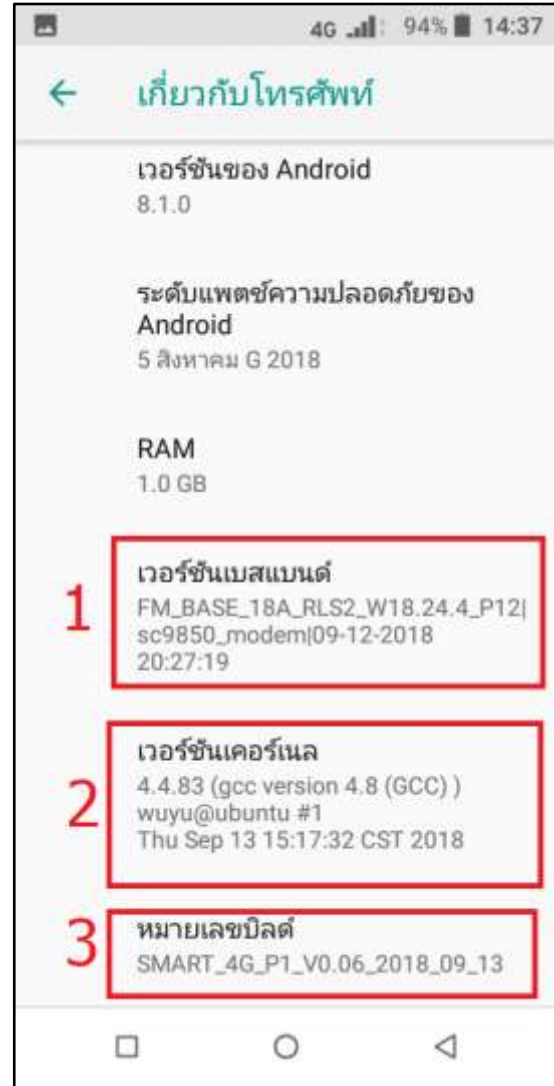 4G 94% 14:37
เกี่ยวกับโทรศัพท์
เวอร์ชันของ Android
8.1.0
ระดับแพตช์ความปลอดภัยของ
Android
5 สิงหาคม G 2018
RAM
1.0 GB
1
เวอร์ชันเบสแบนด์
FM_BASE_18A_RLS2_W18.24.4_P12|
sc9850_modem|09-12-2018
20:27:19
2
เวอร์ชันเคอร์เนล
4.4.83 (gcc version 4.8 (GCC) )
wuyu@ubuntu #1
Thu Sep 13 15:17:32 CST 2018
3
หมายเลขบิลด์
SMART_4G_P1_V0.06_2018_09_13